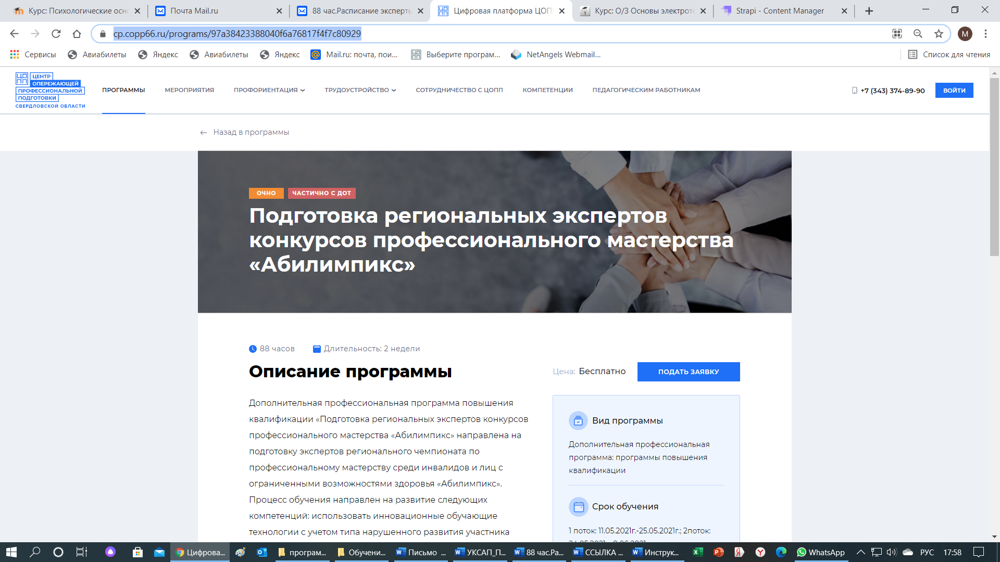 Курс: Психологические осно
Почта Mail.ru
88 час.Расписание эксперты
Цифровая платформа ЦОП
Курс: О/З Основы электроте
Strapi - Content Manager
cp.copp66.ru/programs/97a38423388040f6a76817f4f7c80929
M
Сервисы
Авиабилеты
Яндекс
Авиабилеты
Яндекс
Mail.ru: почта, пои...
Выберите програм...
NetAngels Webmail...
Список для чтения
ЦОПП
ЦЕНТР
ОПЕРЕЖАЮЩЕЙ
ПРОФЕССИОНАЛЬНОЙ
ПОДГОТОВКИ
СВЕРДЛОВСКОЙ ОБЛАСТИ
ПРОГРАММЫ
МЕРОПРИЯТИЯ
ПРОФОРИЕНТАЦИЯ
ТРУДОУСТРОЙСТВО
СОТРУДНИЧЕСТВО С ЦОПП
КОМПЕТЕНЦИИ
ПЕДАГОГИЧЕСКИМ РАБОТНИКАМ
+7 (343) 374-89-90
ВОЙТИ
← Назад в программы
ОЧНО
ЧАСТИЧНО С ДОТ
Подготовка региональных экспертов
конкурсов профессионального мастерства
«Абилимпикс»
88 часов
Длительность: 2 недели
Описание программы
Цена: Бесплатно
ПОДАТЬ ЗАЯВКУ
Дополнительная профессиональная программа повышения
квалификации «Подготовка региональных экспертов конкурсов
профессионального мастерства «Абилимпикс» направлена на
подготовку экспертов регионального чемпионата по
профессиональному мастерству среди инвалидов и лиц с
ограниченными возможностями здоровья «Абилимпикс».
Процесс обучения направлен на развитие следующих
компетенций: использовать инновационные обучающие
технологии с учетом типа нарушенного развития участника
Вид программы
Дополнительная профессиональная
программа: программы повышения
квалификации
Срок обучения
1 поток: 11.05.2021г.-25.05.2021г.; 2поток:
Цифрова...
програм...
Обучени...
Письмо ...
УКСАП_П...
88 час.Ра...
ССЫЛКА ...
Инструк...
WhatsApp
РУС
17:58